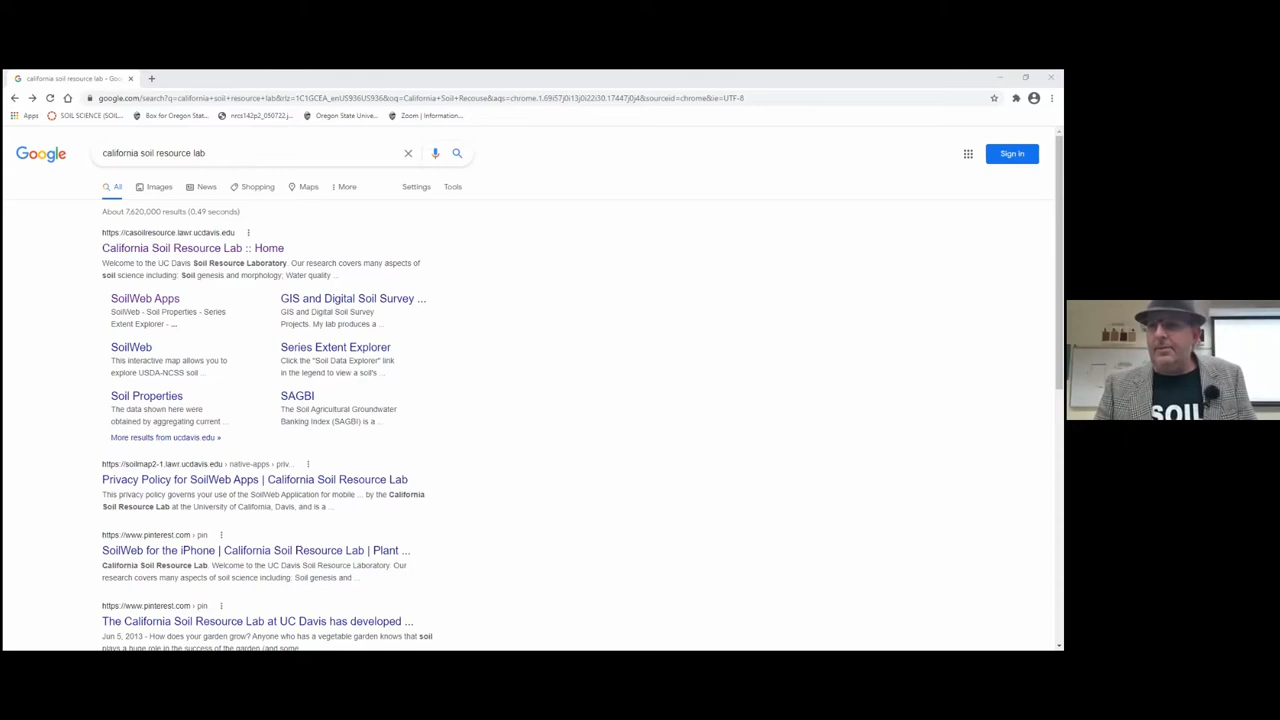 california soil resource lab - Goo
google.com/search?q=california+soil+resource+lab&rlz=1C1GCEA_enUS936US936&oq=California+Soil+Recouse&aqs=chrome.1.69i57j0i13j0i22i30.17447j0j4&sourceid=chrome&ie=UTF-8
Apps SOIL SCIENCE (SOIL... Box for Oregon Stat... nrcs142p2_050722.j... Oregon State Unive... Zoom | Information...
Google california soil resource lab Sign in
All Images News Shopping Maps More Settings Tools
About 7,620,000 results (0.49 seconds)
https://casoilresource.lawr.ucdavis.edu
California Soil Resource Lab :: Home
Welcome to the UC Davis Soil Resource Laboratory. Our research covers many aspects of
soil science including: Soil genesis and morphology; Water quality ...
SoilWeb Apps
SoilWeb - Soil Properties - Series
Extent Explorer - ...
GIS and Digital Soil Survey ...
GIS and Digital Soil Survey
Projects. My lab produces a ...
SoilWeb
This interactive map allows you to
explore USDA-NCSS soil ...
Series Extent Explorer
Click the "Soil Data Explorer" link
in the legend to view a soil's ...
Soil Properties
The data shown here were
obtained by aggregating current ...
SAGBI
The Soil Agricultural Groundwater
Banking Index (SAGBI) is a ...
More results from ucdavis.edu »
https://soilmap2-1.lawr.ucdavis.edu › native-apps › priv...
Privacy Policy for SoilWeb Apps | California Soil Resource Lab
This privacy policy governs your use of the SoilWeb Application for mobile ... by the California
Soil Resource Lab at the University of California, Davis, and is a ...
https://www.pinterest.com › pin
SoilWeb for the iPhone | California Soil Resource Lab | Plant ...
California Soil Resource Lab. Welcome to the UC Davis Soil Resource Laboratory. Our
research covers many aspects of soil science including: Soil genesis and ...
https://www.pinterest.com › pin
The California Soil Resource Lab at UC Davis has developed ...
Jun 5, 2013 - How does your garden grow? Anyone who has a vegetable garden knows that soil
plays a huge role in the success of the garden (and some
SOIL